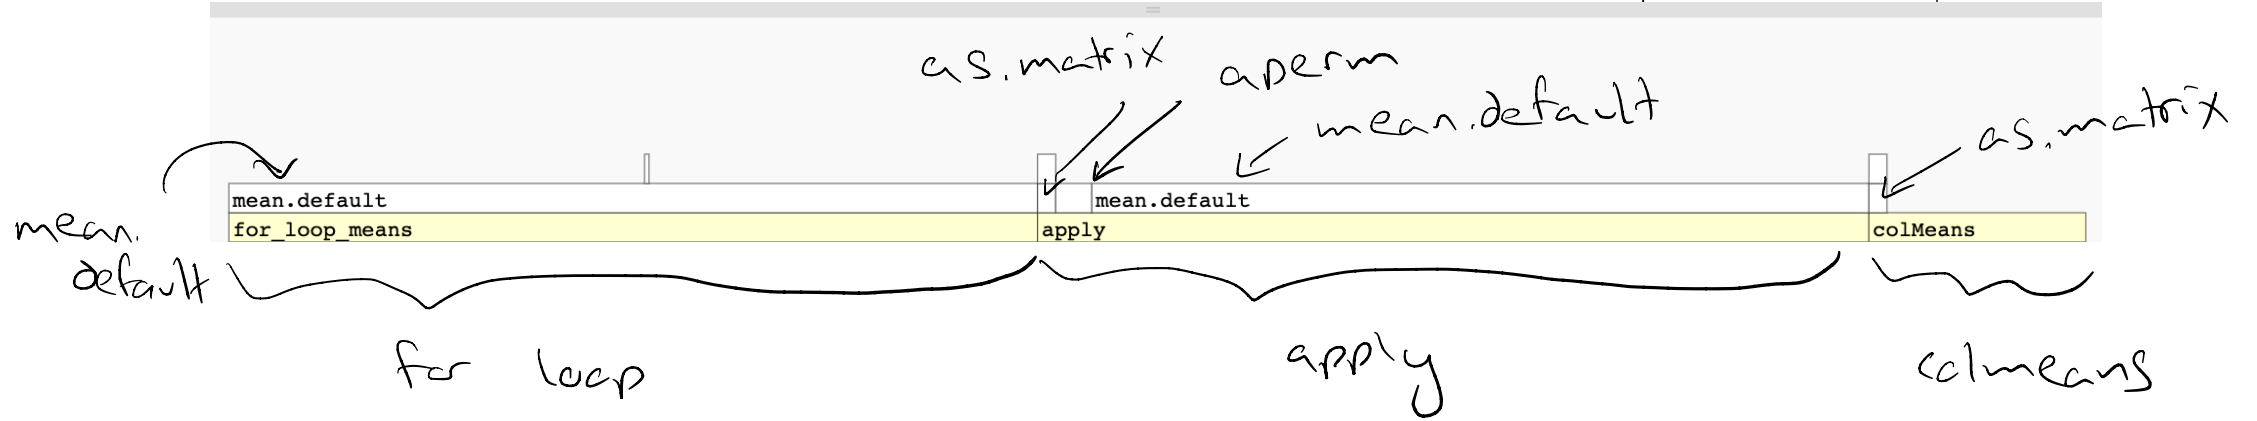 as.matrix
aperm
mean.default
as.matrix
mean.default
mean.default
mean.
default
for_loop_means
apply
colMeans
for loop
apply
colmeans